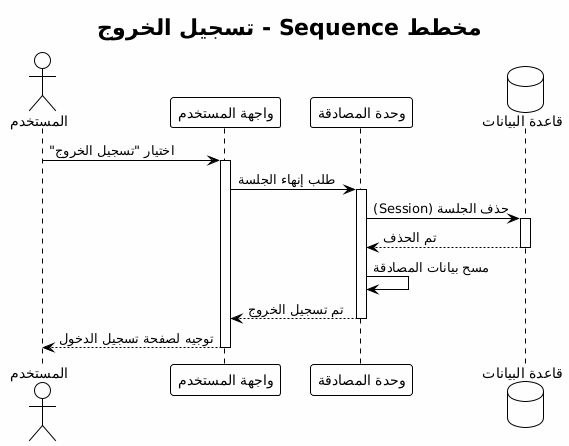 مخطط Sequence - تسجيل الخروج
المستخدم
واجهة المستخدم
وحدة المصادقة
قاعدة البيانات
اختيار "تسجيل الخروج"
طلب إنهاء الجلسة
حذف الجلسة (Session)
تم الحذف
مسح بيانات المصادقة
تم تسجيل الخروج
توجيه لصفحة تسجيل الدخول
المستخدم
واجهة المستخدم
وحدة المصادقة
قاعدة البيانات